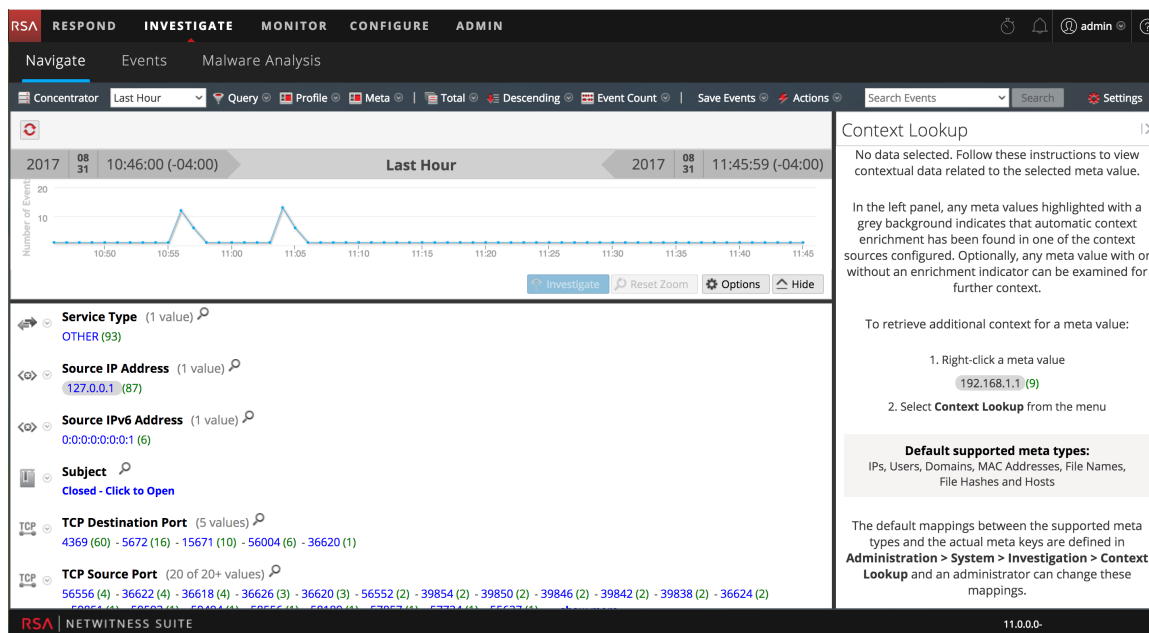 RSA RESPOND INVESTIGATE MONITOR CONFIGURE ADMIN admin
Navigate Events Malware Analysis
Concentrator Last Hour Query Profile Meta | Total Descending Event Count | Save Events Actions Search Events Search Settings
2017 08 31 10:46:00 (-04:00) Last Hour 2017 08 31 11:45:59 (-04:00)
Number of Event
20
10
10:50 10:55 11:00 11:05 11:10 11:15 11:20 11:25 11:30 11:35 11:40 11:45
Investigate Reset Zoom Options Hide
Service Type (1 value)
OTHER (93)
Source IP Address (1 value)
127.0.0.1 (87)
Source IPv6 Address (1 value)
0:0:0:0:0:0:0:1 (6)
Subject
Closed - Click to Open
TCP TCP Destination Port (5 values)
4369 (60) - 5672 (16) - 15671 (10) - 56004 (6) - 36620 (1)
TCP TCP Source Port (20 of 20+ values)
56556 (4) - 36622 (4) - 36618 (4) - 36626 (3) - 36620 (3) - 56552 (2) - 39854 (2) - 39850 (2) - 39846 (2) - 39842 (2) - 39838 (2) - 36624 (2)
Context Lookup
No data selected. Follow these instructions to view
contextual data related to the selected meta value.
In the left panel, any meta values highlighted with a
grey background indicates that automatic context
enrichment has been found in one of the context
sources configured. Optionally, any meta value with or
without an enrichment indicator can be examined for
further context.
To retrieve additional context for a meta value:
1. Right-click a meta value
192.168.1.1 (9)
2. Select Context Lookup from the menu
Default supported meta types:
IPs, Users, Domains, MAC Addresses, File Names,
File Hashes and Hosts
The default mappings between the supported meta
types and the actual meta keys are defined in
Administration > System > Investigation > Context
Lookup and an administrator can change these
mappings.
RSA | NETWITNESS SUITE 11.0.0.0-